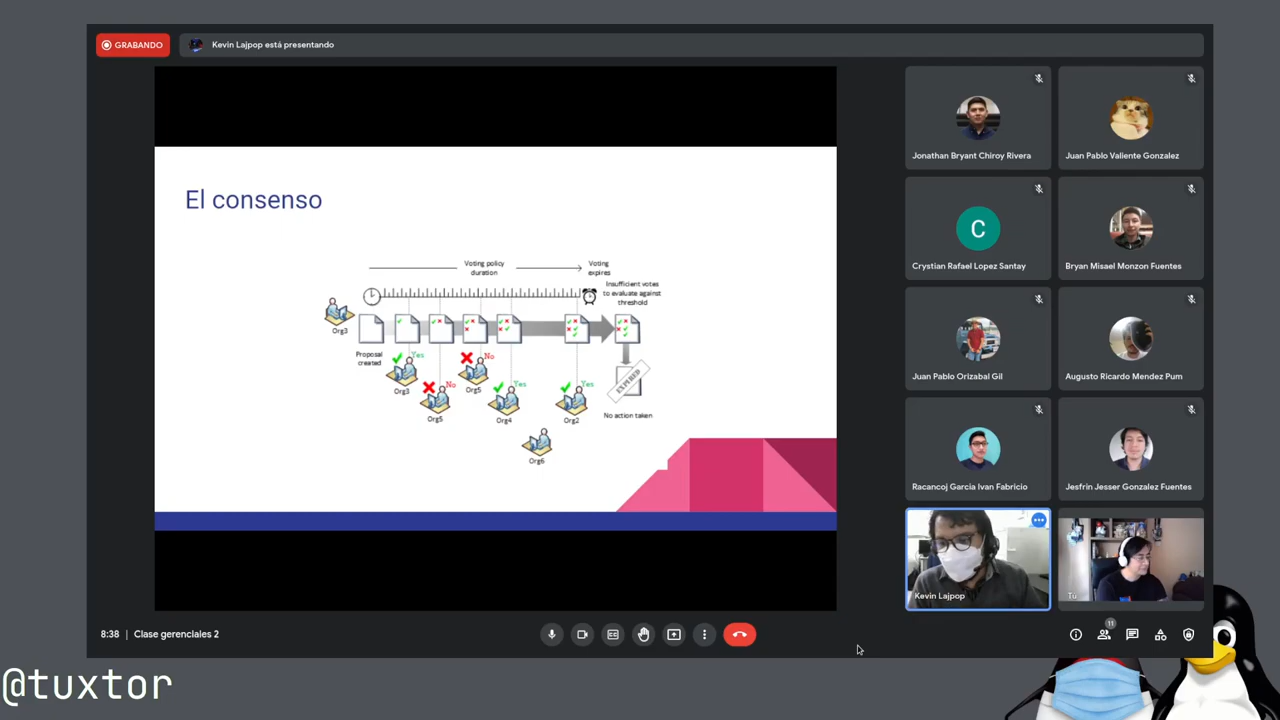 GRABANDO
Kevin Lajpop está presentando
El consenso
Voting policy
duration
Voting
expires
Insufficient votes
to evaluate against
threshold
Org3
Proposal
created
Yes
Org3
No
Org5
No
Org5
Yes
Org4
Yes
Org2
Org6
EXPIRED
No action taken
Jonathan Bryant Chiroy Rivera
Juan Pablo Valiente Gonzalez
C
Crystian Rafael Lopez Santay
Bryan Misael Monzon Fuentes
Juan Pablo Orizabal Gil
Augusto Ricardo Mendez Pum
Racancoj Garcia Ivan Fabricio
Jesfrin Jesser Gonzalez Fuentes
Kevin Lajpop
Tú
8:38 | Clase gerenciales 2
11
@tuxtor